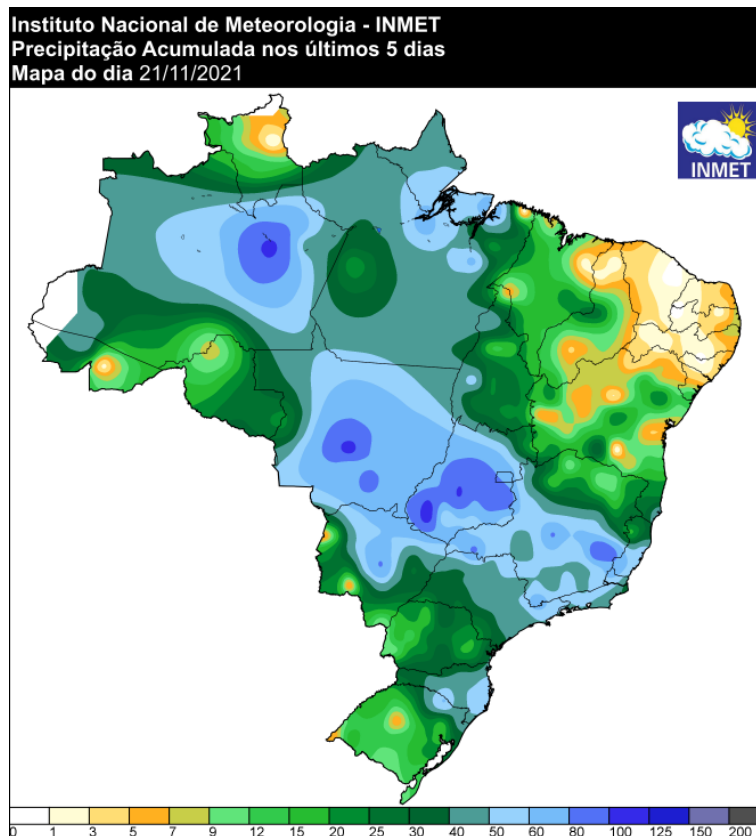 Instituto Nacional de Meteorologia - INMET
Precipitação Acumulada nos últimos 5 dias
Mapa do dia 21/11/2021
INMET
0 1 3 5 7 9 12 15 20 25 30 40 50 60 80 100 125 150 200